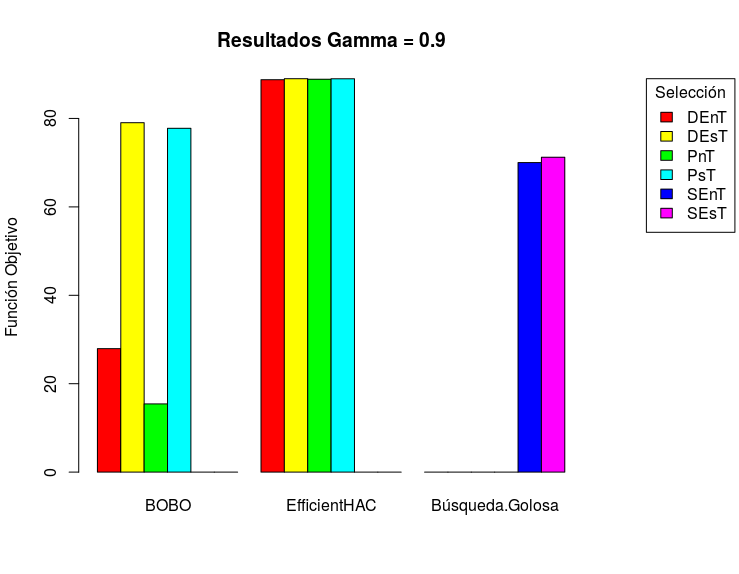 Resultados Gamma = 0.9
Función Objetivo
80
60
40
20
0
BOBO
EfficientHAC
Búsqueda.Golosa
Selección
DEnT
DEsT
PnT
PsT
SEnT
SEsT